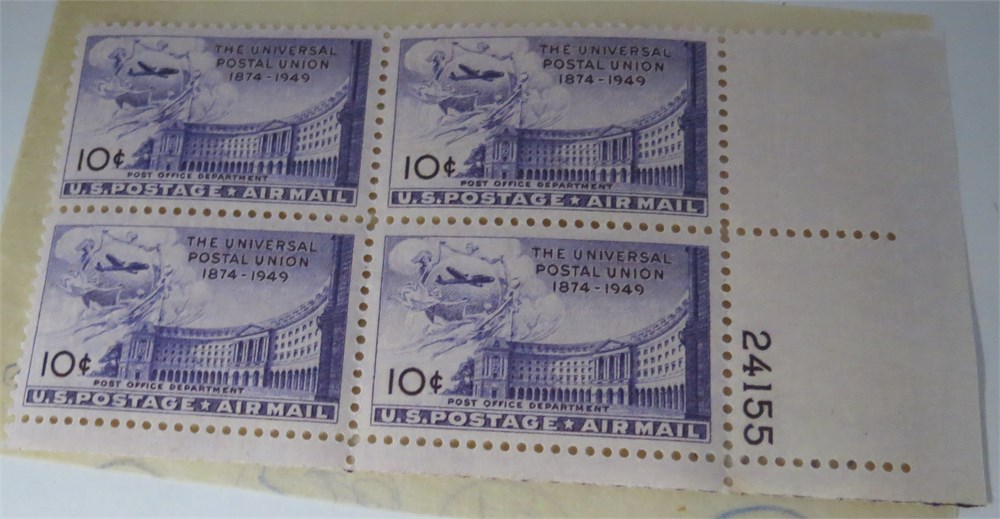 THE UNIVERSAL
POSTAL UNION
1874-1949
10¢
POST OFFICE DEPARTMENT
U.S.POSTAGE★AIR MAIL
THE UNIVERSAL
POSTAL UNION
1874-1949
10¢
POST OFFICE DEPARTMENT
U.S.POSTAGE★AIR MAIL
THE UNIVERSAL
POSTAL UNION
1874-1949
10¢
POST OFFICE DEPARTMENT
U.S.POSTAGE★AIR MAIL
THE UNIVERSAL
POSTAL UNION
1874-1949
10¢
POST OFFICE DEPARTMENT
U.S.POSTAGE★AIR MAIL
24155